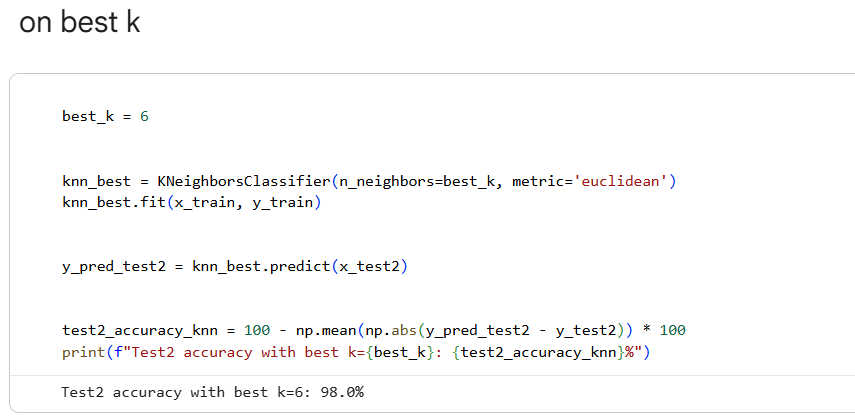 on best k
best_k = 6
knn_best = KNeighborsClassifier(n_neighbors=best_k, metric='euclidean')
knn_best.fit(x_train, y_train)
y_pred_test2 = knn_best.predict(x_test2)
test2_accuracy_knn = 100 - np.mean(np.abs(y_pred_test2 - y_test2)) * 100
print(f"Test2 accuracy with best k={best_k}: {test2_accuracy_knn}%")
Test2 accuracy with best k=6: 98.0%